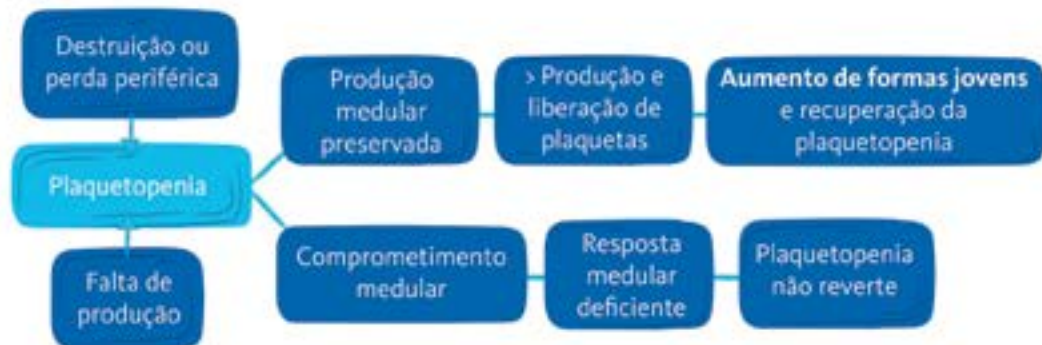 Destruição ou
perda periférica
Plaquetopenia
Falta de
produção
Produção
medular
preservada
> Produção e
liberação de
plaquetas
Aumento de formas jovens
e recuperação da
plaquetopenia
Comprometimento
medular
Resposta
medular
deficiente
Plaquetopenia
não reverte